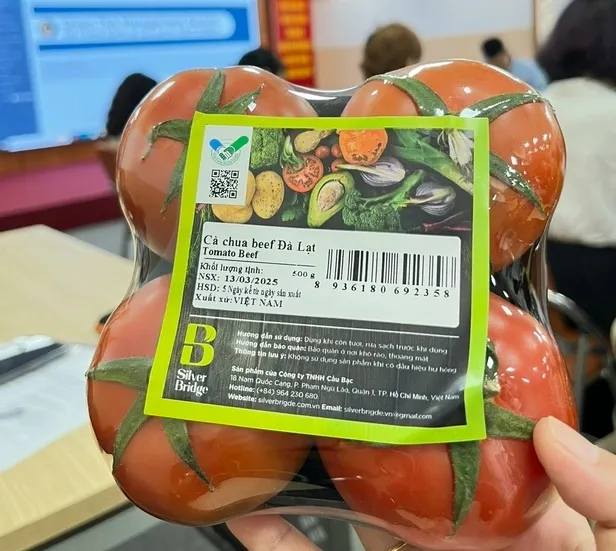 Cà chua beef Đà Lạt
Tomato Beef
Khối lượng tịnh: 500 g
NSX: 13/03/2025
HSD: 5 Ngày kể từ ngày sản xuất
Xuất xứ: VIỆT NAM
8 936180 692358
Hướng dẫn sử dụng: Dùng khi còn tươi, rửa sạch trước khi dùng
Hướng dẫn bảo quản: Bảo quản ở nơi khô ráo, thoáng mát
Thông tin lưu ý: Không sử dụng sản phẩm khi có dấu hiệu hư hỏng
B
Silver
Bridge
Sản phẩm của Công ty TNHH Cầu Bạc
18 Nam Quốc Cang, P. Phạm Ngũ Lão, Quận 1, TP. Hồ Chí Minh, Việt Nam
Hotline: (+84) 964 230 680
Website: silverbrigde.com.vn Email: silverbrigde.vn@gmail.com